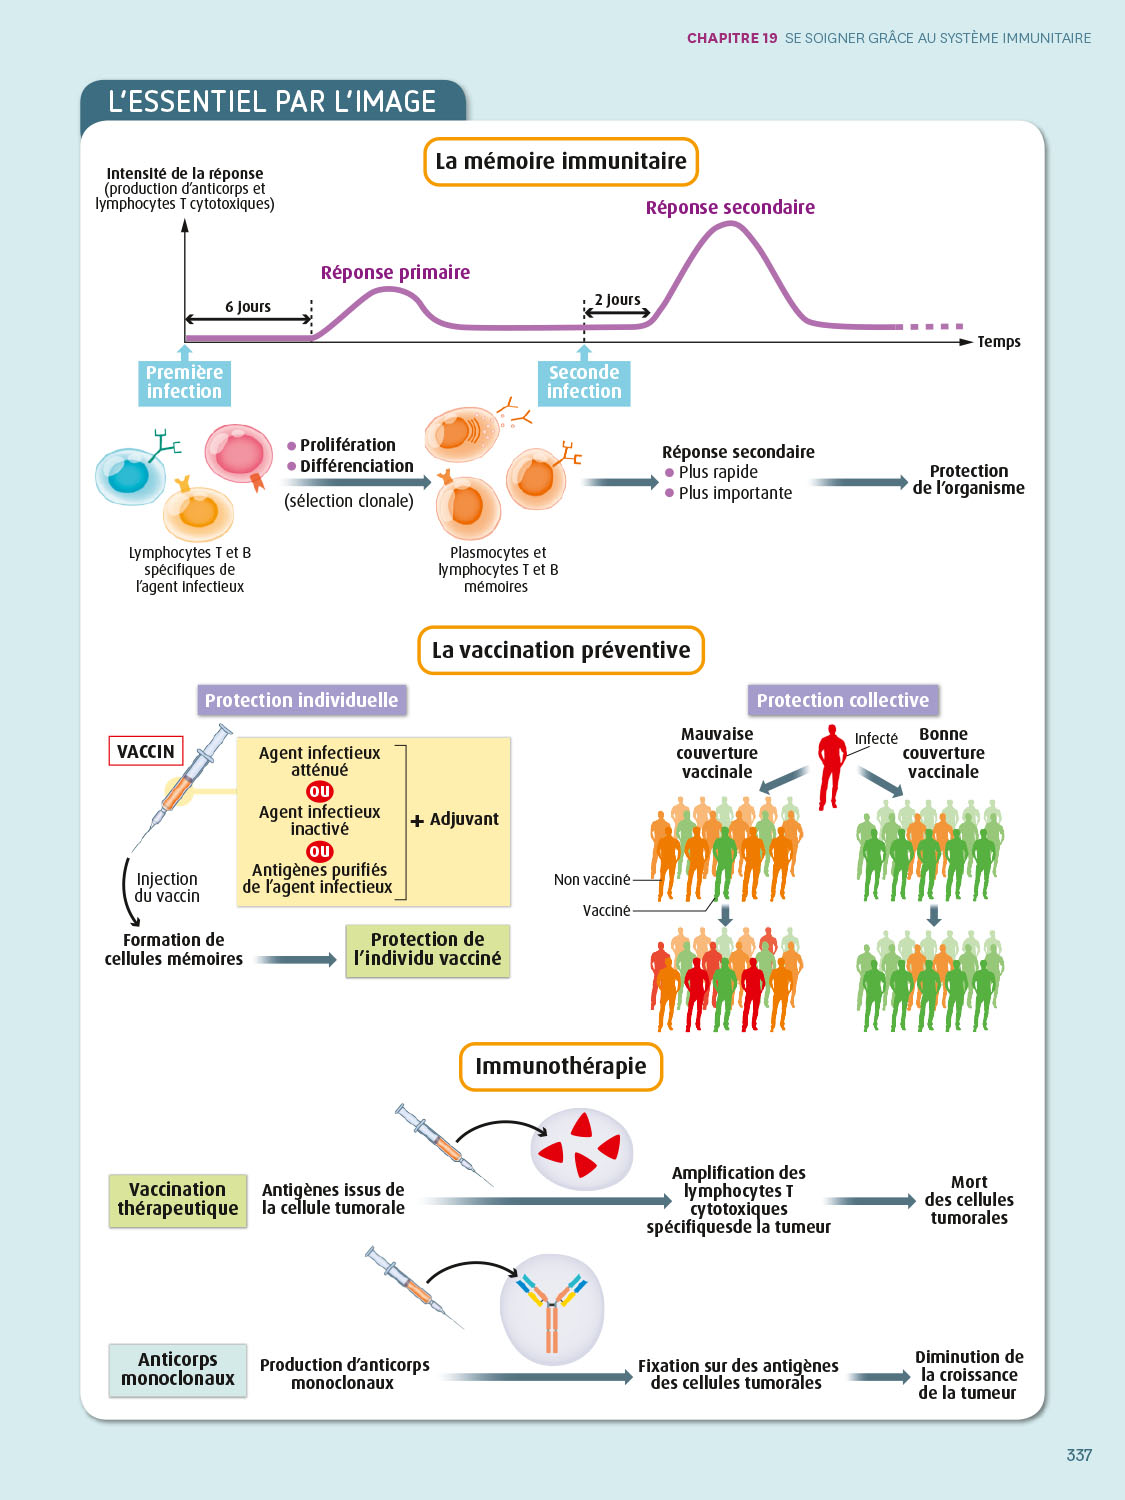 CHAPITRE 19 SE SOIGNER GRÂCE AU SYSTÈME IMMUNITAIRE
L'ESSENTIEL PAR L'IMAGE
La mémoire immunitaire
Intensité de la réponse
(production d'anticorps et
lymphocytes T cytotoxiques)
Réponse secondaire
Réponse primaire
6 jours
2 jours
Temps
Première
infection
Seconde
infection
Prolifération
Différenciation
(sélection clonale)
Réponse secondaire
Plus rapide
Plus importante
Protection
de l'organisme
Lymphocytes T et B
spécifiques de
l'agent infectieux
Plasmocytes et
lymphocytes T et B
mémoires
La vaccination préventive
Protection individuelle
VACCIN
Agent infectieux
atténué
OU
Agent infectieux
inactivé
OU
Antigènes purifiés
de l'agent infectieux
+ Adjuvant
Injection
du vaccin
Formation de
cellules mémoires
Protection de
l'individu vacciné
Protection collective
Mauvaise
couverture
vaccinale
Infecté
Bonne
couverture
vaccinale
Non vacciné
Vacciné
Immunothérapie
Vaccination
thérapeutique
Antigènes issus de
la cellule tumorale
Amplification des
lymphocytes T
cytotoxiques
spécifiquesde la tumeur
Mort
des cellules
tumorales
Anticorps
monoclonaux
Production d'anticorps
monoclonaux
Fixation sur des antigènes
des cellules tumorales
Diminution de
la croissance
de la tumeur
337